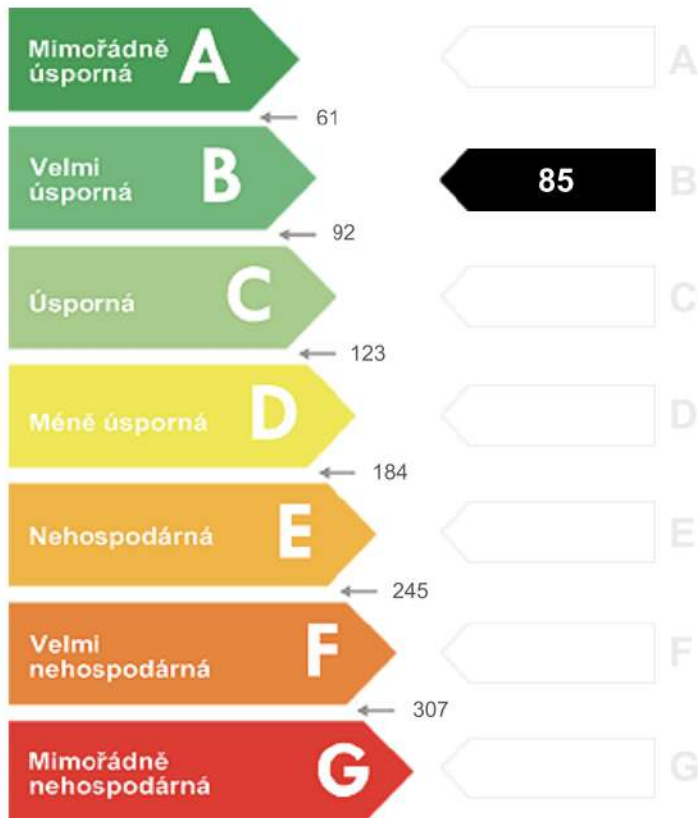 Mimořádně
úsporná
A
A
61
Velmi
úsporná
B
85
B
92
Úsporná
C
C
123
Méně úsporná
D
D
184
Nehospodárná
E
E
245
Velmi
nehospodárná
F
F
307
Mimořádně
nehospodárná
G
G